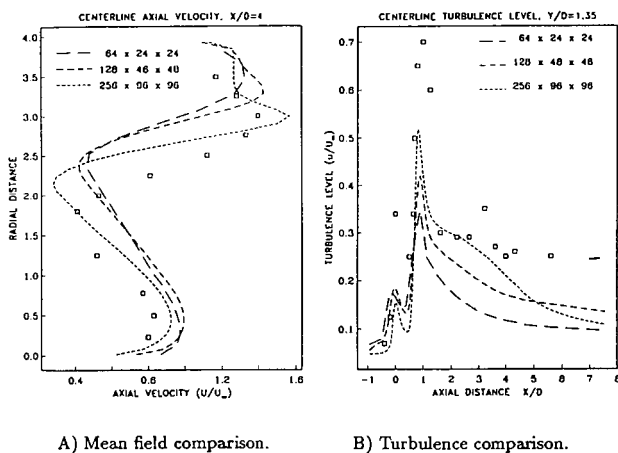 CENTERLINE AXIAL VELOCITY, X/D=4
4.0
3.5
3.0
2.5
2.0
1.5
1.0
0.5
0.0
RADIAL DISTANCE
64 x 24 x 24
128 x 48 x 48
256 x 96 x 96
0.4 0.8 1.2 1.6
AXIAL VELOCITY (U/U∞)
A) Mean field comparison.
CENTERLINE TURBULENCE LEVEL, Y/D=1.35
0.7
0.5
0.3
0.2
0.1
TURBULENCE LEVEL (u/U∞)
64 x 24 x 24
128 x 48 x 48
256 x 96 x 96
-1 0 1 2 3 4 5 6 7
AXIAL DISTANCE X/D
B) Turbulence comparison.